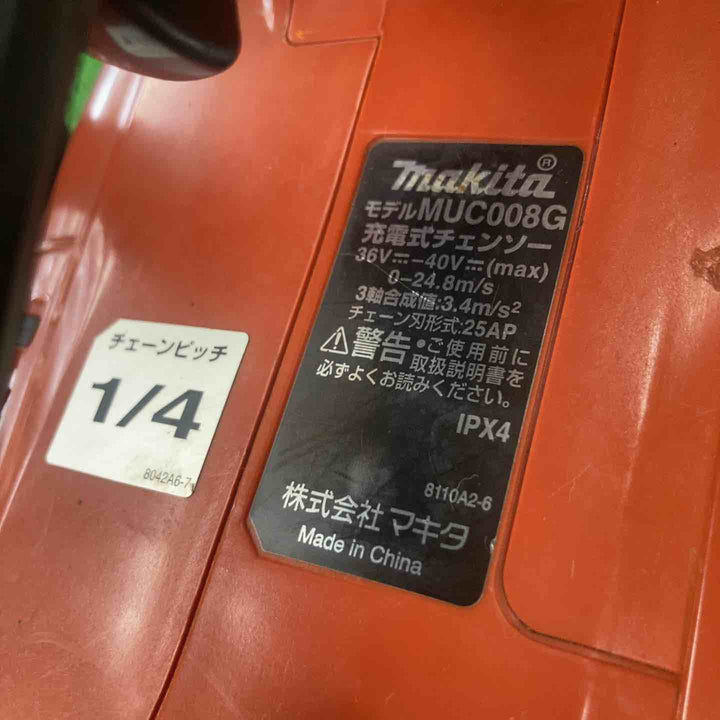 makita®
モデルMUC008G
充電式チェンソー
36V⎓-40V⎓(max)
0-24.8m/s
3軸合成値:3.4m/s²
チェーン刃形式:25AP
⚠警告 •ご使用前に
取扱説明書を
必ずよくお読みください。
IPX4
8110A2-6
株式会社 マキタ
Made in China
チェーンピッチ
1/4
8042A6-7